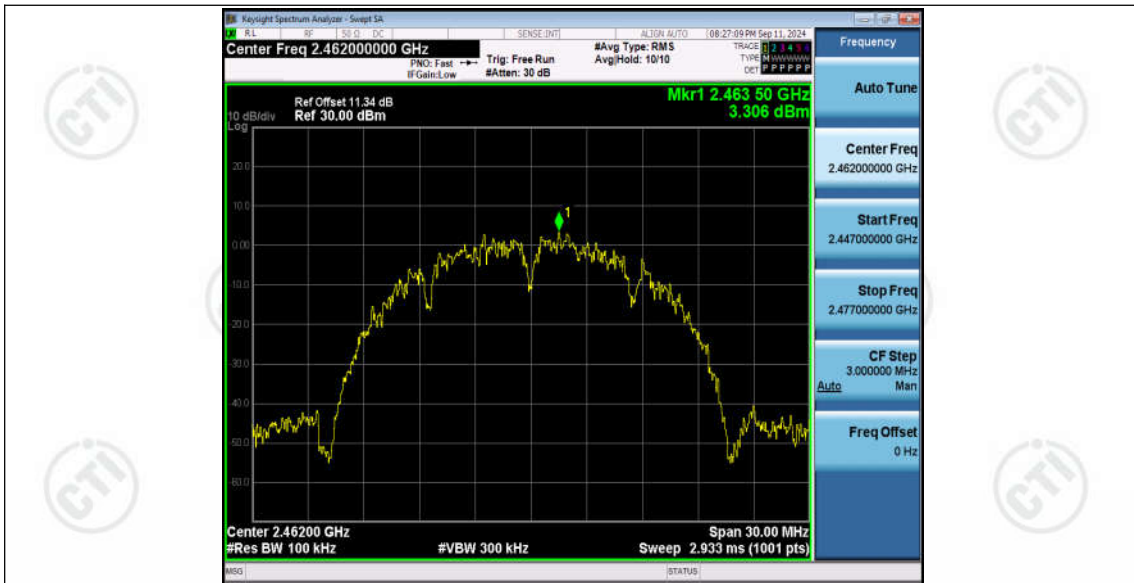 Keysight Spectrum Analyzer - Swept SA
RL RF 50 Ω DC SENSE:INT ALIGN AUTO 08:27:09 PM Sep 11, 2024
Center Freq 2.462000000 GHz
PNO: Fast
IFGain:Low
Trig: Free Run
#Atten: 30 dB
#Avg Type: RMS
Avg|Hold: 10/10
TRACE 1 2 3 4 5 6
TYPE M WWWWW
DET P P P P P P
Frequency
Mkr1 2.463 50 GHz
3.306 dBm
Ref Offset 11.34 dB
10 dB/div Ref 30.00 dBm
Log
20.0
10.0
0.00
-10.0
-20.0
-30.0
-40.0
-50.0
-60.0
1
Center 2.46200 GHz Span 30.00 MHz
#Res BW 100 kHz #VBW 300 kHz Sweep 2.933 ms (1001 pts)
MSG STATUS
Auto Tune
Center Freq
2.462000000 GHz
Start Freq
2.447000000 GHz
Stop Freq
2.477000000 GHz
CF Step
3.000000 MHz
Auto Man
Freq Offset
0 Hz
CTI
CTI
CTI
CTI